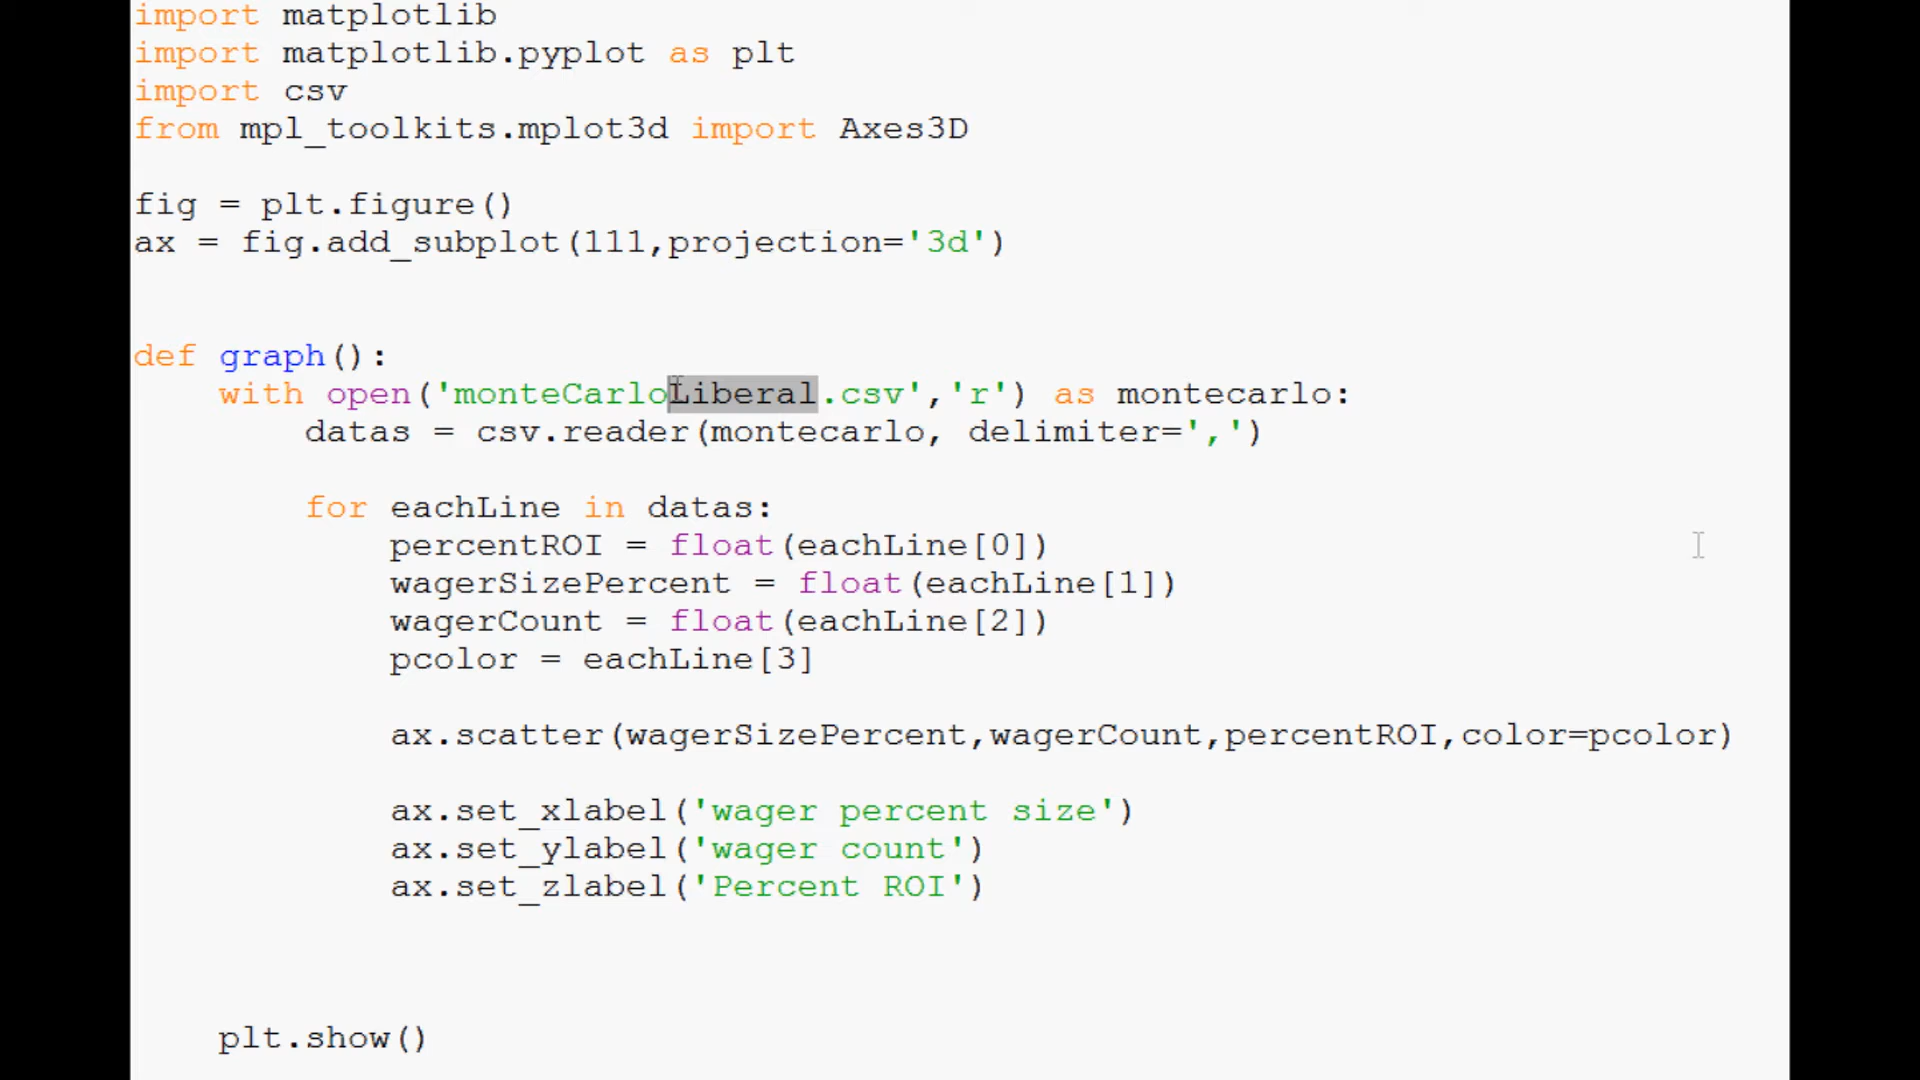 import matplotlib
import matplotlib.pyplot as plt
import csv
from mpl_toolkits.mplot3d import Axes3D
fig = plt.figure()
ax = fig.add_subplot(111,projection='3d')
def graph():
    with open('monteCarloLiberal.csv','r') as montecarlo:
        datas = csv.reader(montecarlo, delimiter=',')
        for eachLine in datas:
            percentROI = float(eachLine[0])
            wagerSizePercent = float(eachLine[1])
            wagerCount = float(eachLine[2])
            pcolor = eachLine[3]
            ax.scatter(wagerSizePercent,wagerCount,percentROI,color=pcolor)
            ax.set_xlabel('wager percent size')
            ax.set_ylabel('wager count')
            ax.set_zlabel('Percent ROI')
    plt.show()